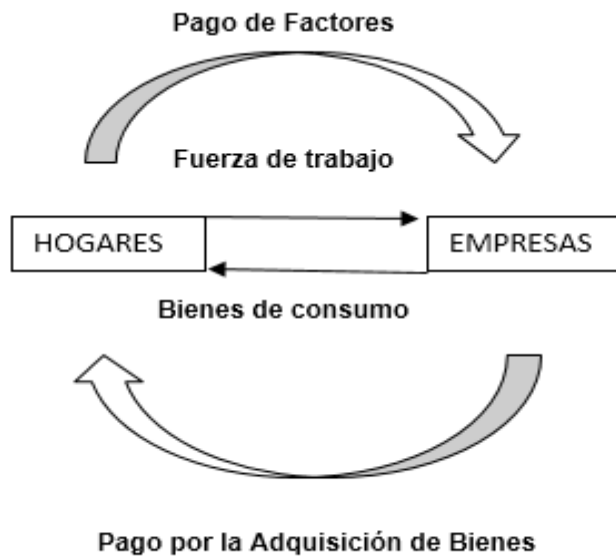 Pago de Factores
Fuerza de trabajo
HOGARES
EMPRESAS
Bienes de consumo
Pago por la Adquisición de Bienes